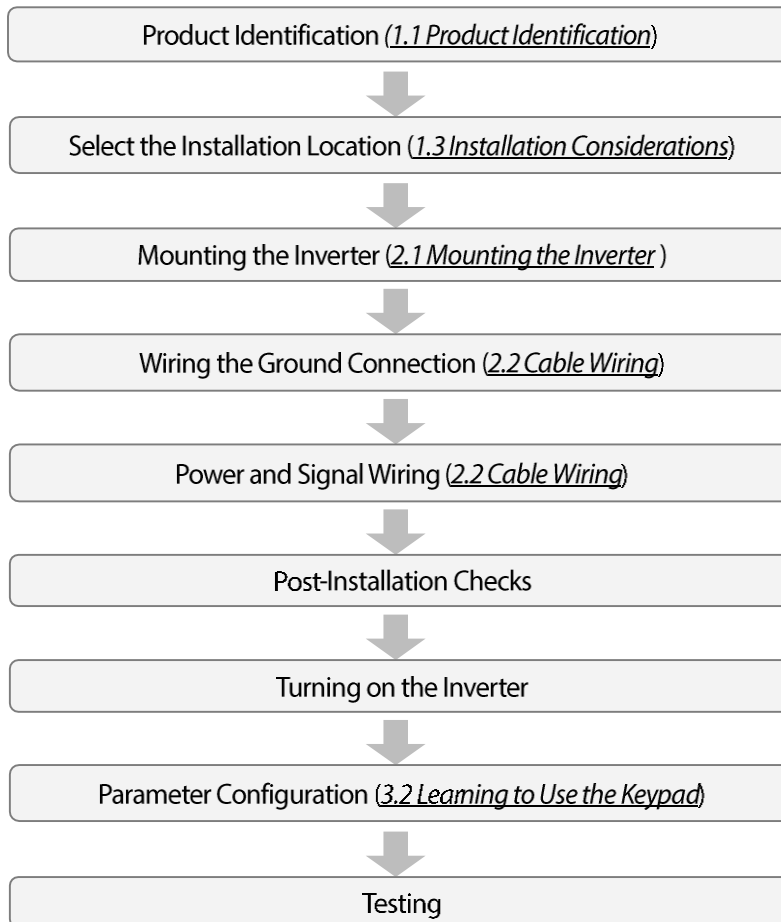 Product Identification (1.1 Product Identification)
Select the Installation Location (1.3 Installation Considerations)
Mounting the Inverter (2.1 Mounting the Inverter )
Wiring the Ground Connection (2.2 Cable Wiring)
Power and Signal Wiring (2.2 Cable Wiring)
Post-Installation Checks
Turning on the Inverter
Parameter Configuration (3.2 Learning to Use the Keypad)
Testing